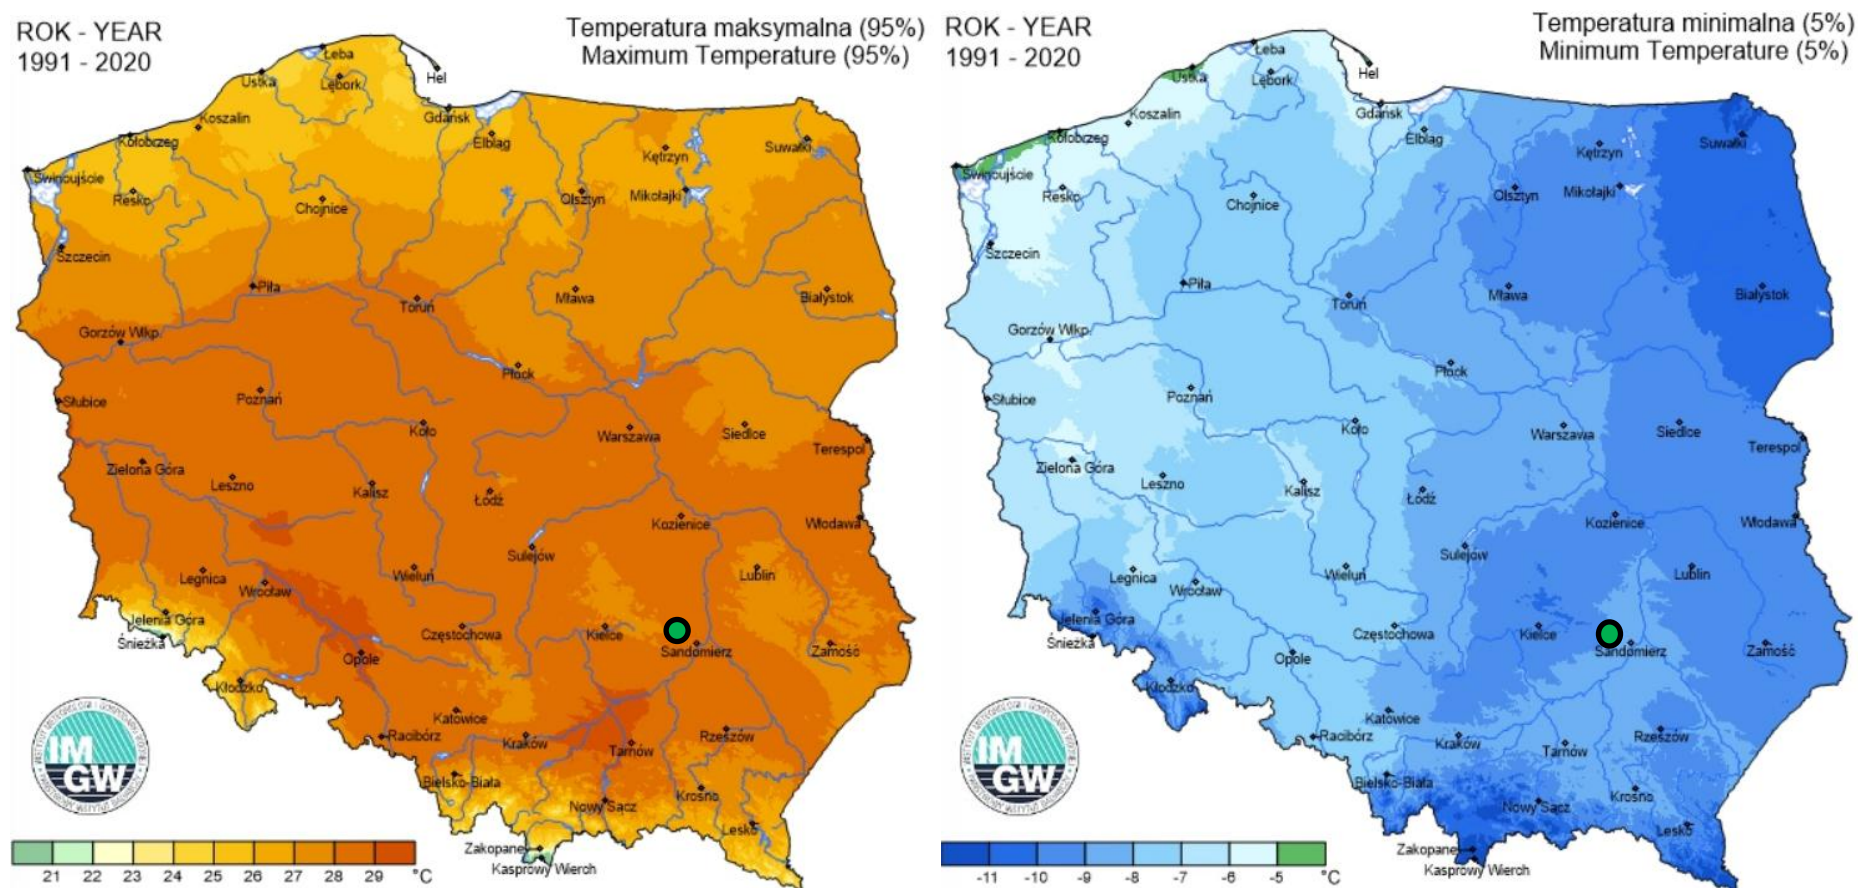 ROK - YEAR
1991 - 2020
Temperatura maksymalna (95%)
Maximum Temperature (95%)
Łeba
Hel
Ustka
Lębork
Koszalin
Gdańsk
Kołobrzeg
Elbląg
Kętrzyn
Suwałki
Świnoujście
Resko
Chojnice
Olsztyn
Mikołajki
Szczecin
Piła
Toruń
Mława
Białystok
Gorzów Wlkp.
Płock
Słubice
Poznań
Koło
Warszawa
Siedlce
Terespol
Zielona Góra
Leszno
Kalisz
Łódź
Kozienice
Włodawa
Sulejów
Legnica
Wrocław
Wieluń
Lublin
Jelenia Góra
Śnieżka
Częstochowa
Kielce
Sandomierz
Zamość
Opole
Kłodzko
Katowice
Racibórz
Kraków
Tarnów
Rzeszów
Bielsko-Biała
Nowy Sącz
Krosno
Lesko
Zakopane
Kasprowy Wierch
IM
GW
21 22 23 24 25 26 27 28 29 °C
ROK - YEAR
1991 - 2020
Temperatura minimalna (5%)
Minimum Temperature (5%)
Łeba
Hel
Ustka
Lębork
Koszalin
Gdańsk
Kołobrzeg
Elbląg
Kętrzyn
Suwałki
Świnoujście
Resko
Chojnice
Olsztyn
Mikołajki
Szczecin
Piła
Toruń
Mława
Białystok
Gorzów Wlkp.
Płock
Słubice
Poznań
Koło
Warszawa
Siedlce
Terespol
Zielona Góra
Leszno
Kalisz
Łódź
Kozienice
Włodawa
Sulejów
Legnica
Wrocław
Wieluń
Lublin
Jelenia Góra
Śnieżka
Częstochowa
Kielce
Sandomierz
Zamość
Opole
Kłodzko
Katowice
Racibórz
Kraków
Tarnów
Rzeszów
Bielsko-Biała
Nowy Sącz
Krosno
Lesko
Zakopane
Kasprowy Wierch
IM
GW
-11 -10 -9 -8 -7 -6 -5 °C